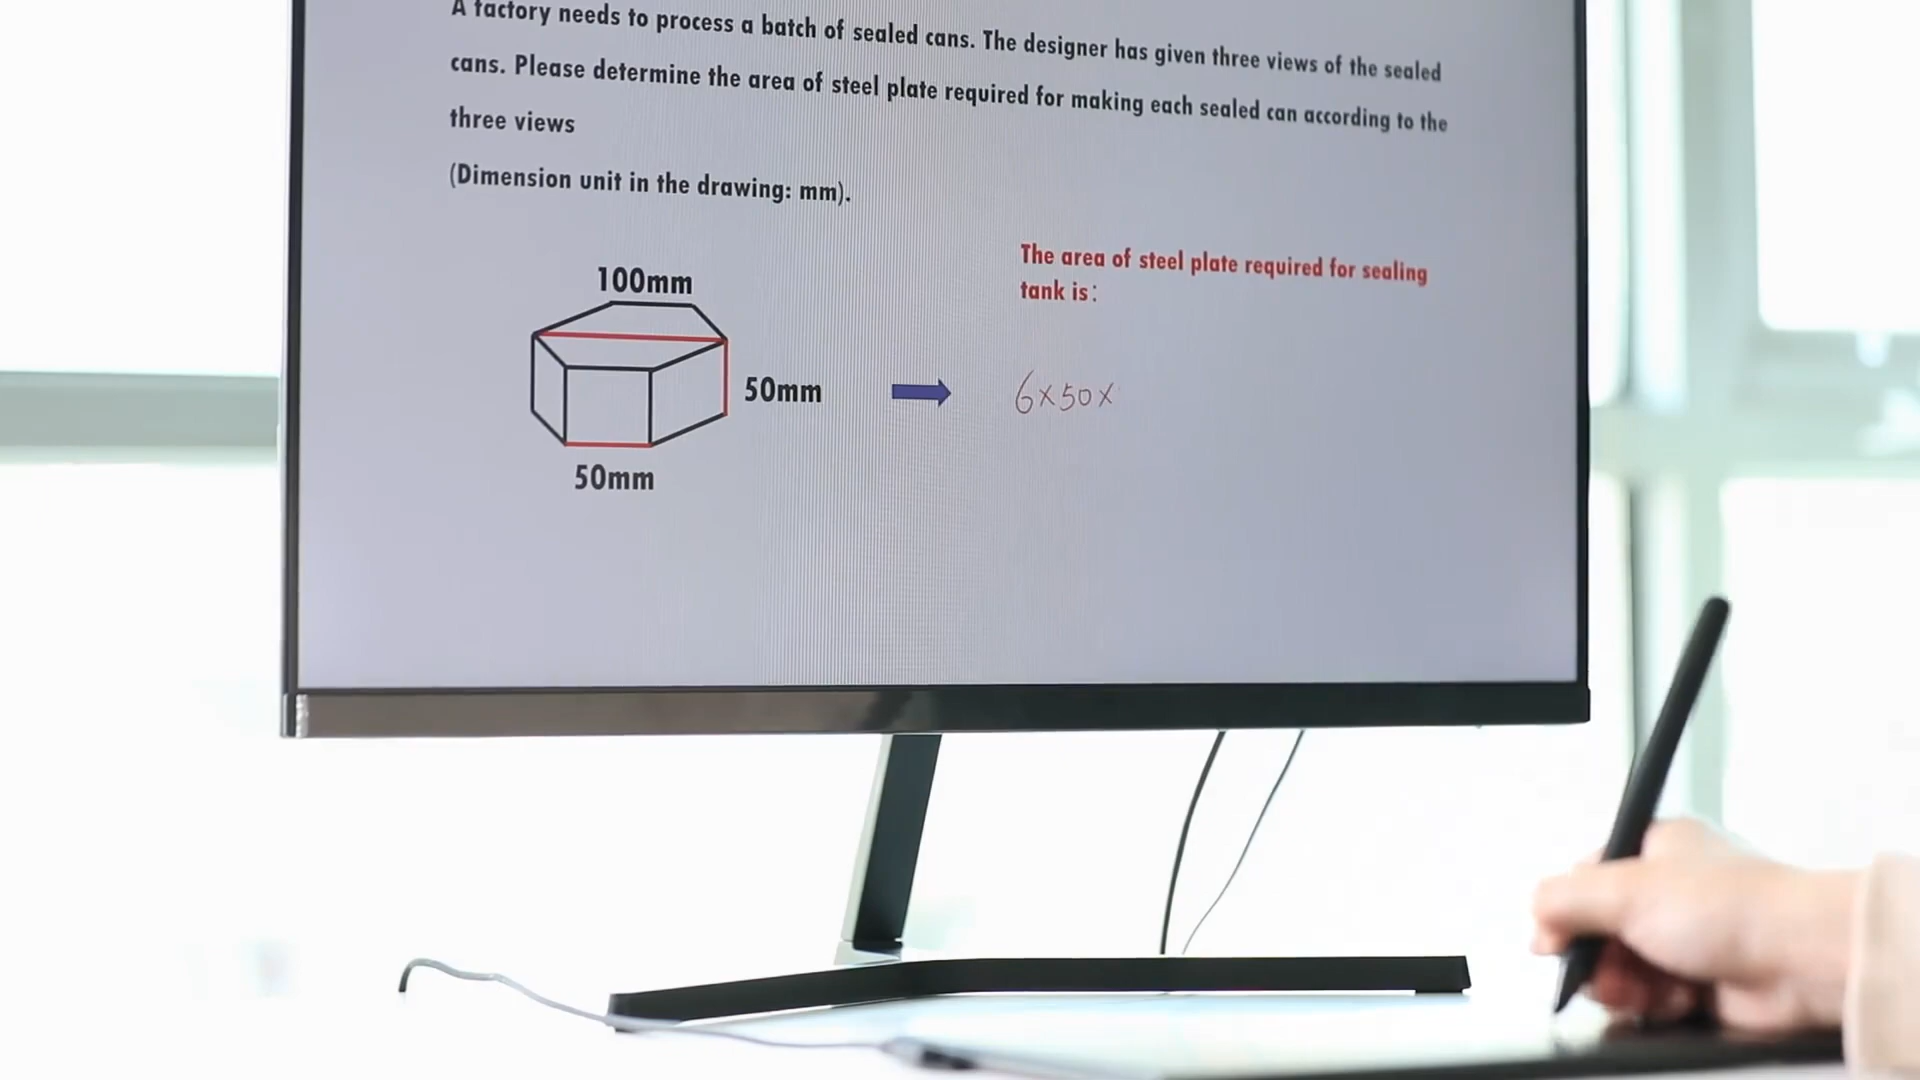 A factory needs to process a batch of sealed cans. The designer has given three views of the sealed
cans. Please determine the area of steel plate required for making each sealed can according to the
three views
(Dimension unit in the drawing: mm).
The area of steel plate required for sealing
tank is:
100mm
50mm
6×50×
50mm